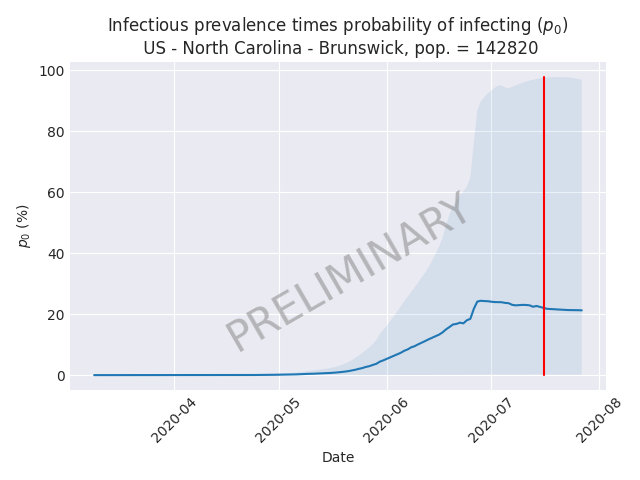 Infectious prevalence times probability of infecting (p0)
US - North Carolina - Brunswick, pop. = 142820
100
80
60
40
20
0
p0 (%)
PRELIMINARY
2020-04
2020-05
2020-06
2020-07
2020-08
Date